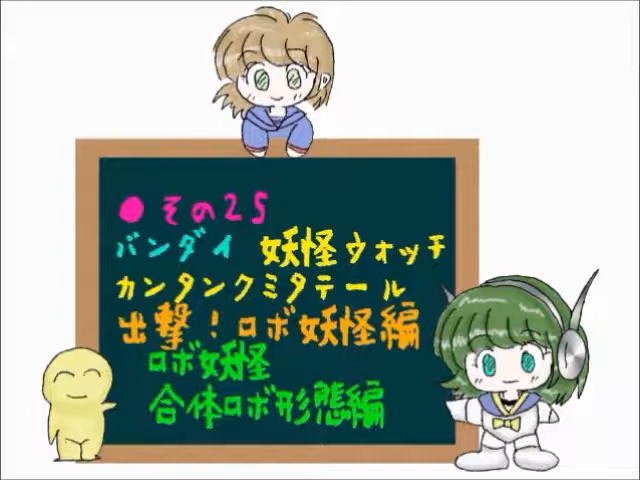 ● その25
バンダイ 妖怪ウォッチ
カンタンクミタテール
出撃！ロボ妖怪編
ロボ妖怪
合体ロボ形態編